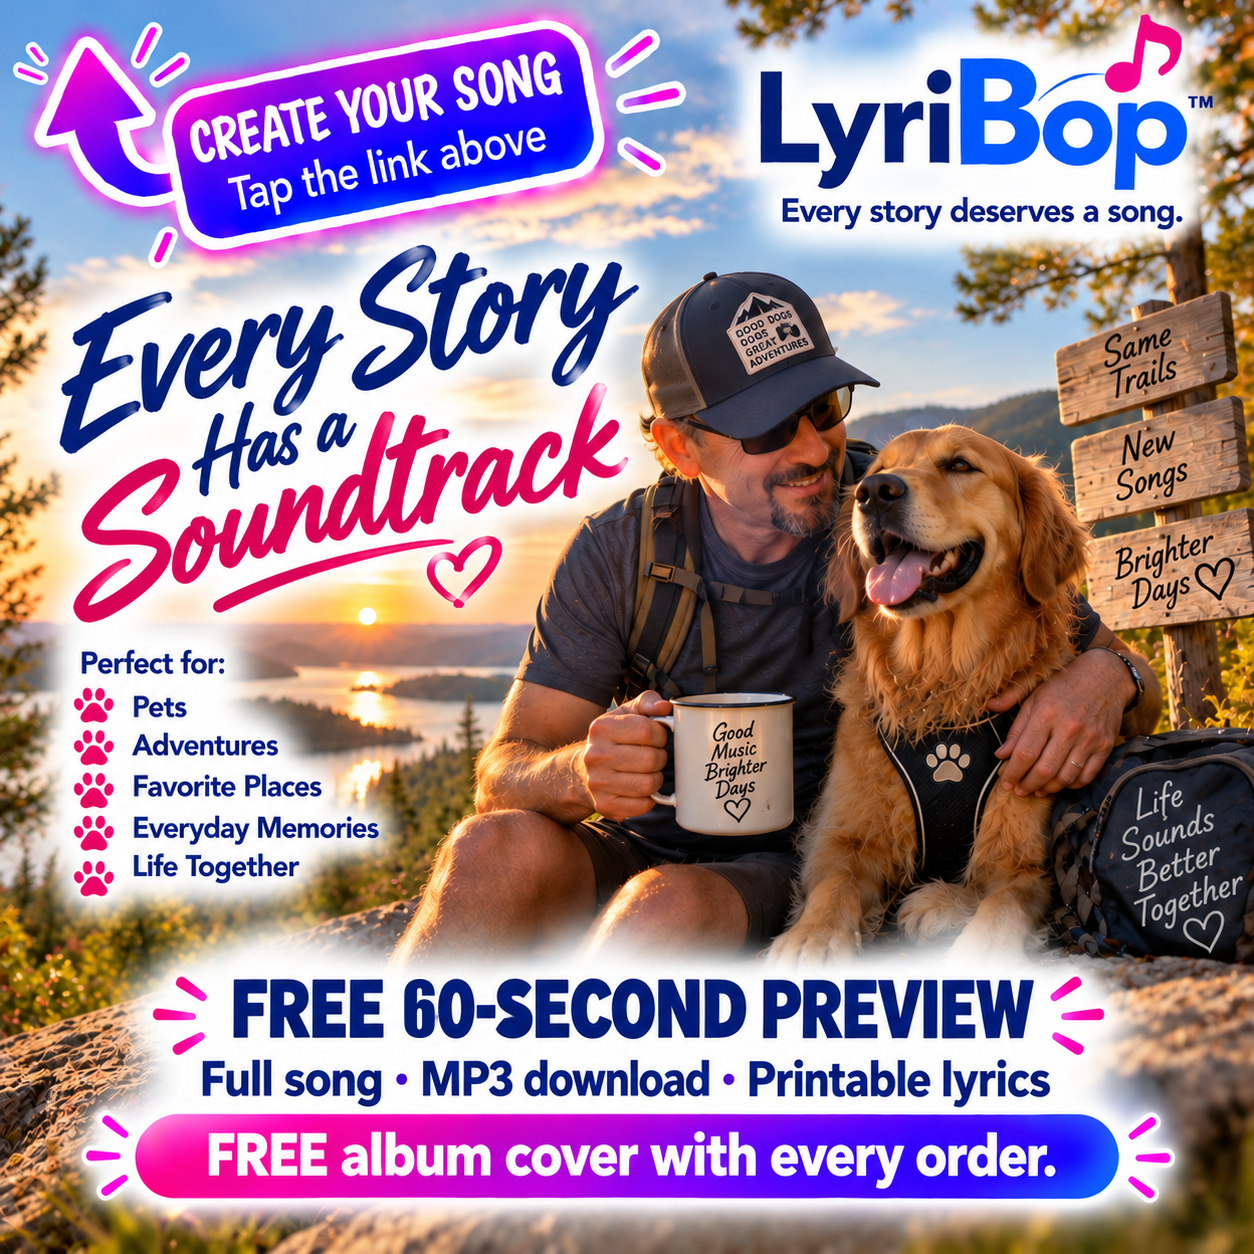 CREATE YOUR SONG
Tap the link above
LyriBop™
Every story deserves a song.
Every Story
Has a
Soundtrack
GOOD DOGS
DOGS
GREAT
ADVENTURES
Same
Trails
New
Songs
Brighter
Days
Perfect for:
Pets
Adventures
Favorite Places
Everyday Memories
Life Together
Good
Music
Brighter
Days
Life
Sounds
Better
Together
FREE 60-SECOND PREVIEW
Full song • MP3 download • Printable lyrics
FREE album cover with every order.